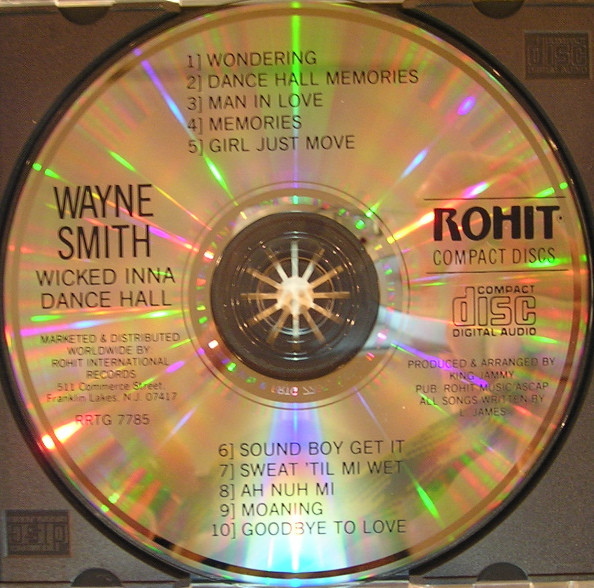 1] WONDERING
2] DANCE HALL MEMORIES
3] MAN IN LOVE
4] MEMORIES
5] GIRL JUST MOVE
WAYNE
SMITH
WICKED INNA
DANCE HALL
MARKETED & DISTRIBUTED
WORLDWIDE BY
ROHIT INTERNATIONAL
RECORDS
511 Commerce Street,
Franklin Lakes, N.J. 07417
RRTG 7785
ROHIT
COMPACT DISCS
COMPACT
disc
DIGITAL AUDIO
PRODUCED & ARRANGED BY
KING JAMMY
PUB. ROHIT MUSIC ASCAP
ALL SONGS WRITTEN BY
L. JAMES
6] SOUND BOY GET IT
7] SWEAT 'TIL MI WET
8] AH NUH MI
9] MOANING
10] GOODBYE TO LOVE
disc
disc